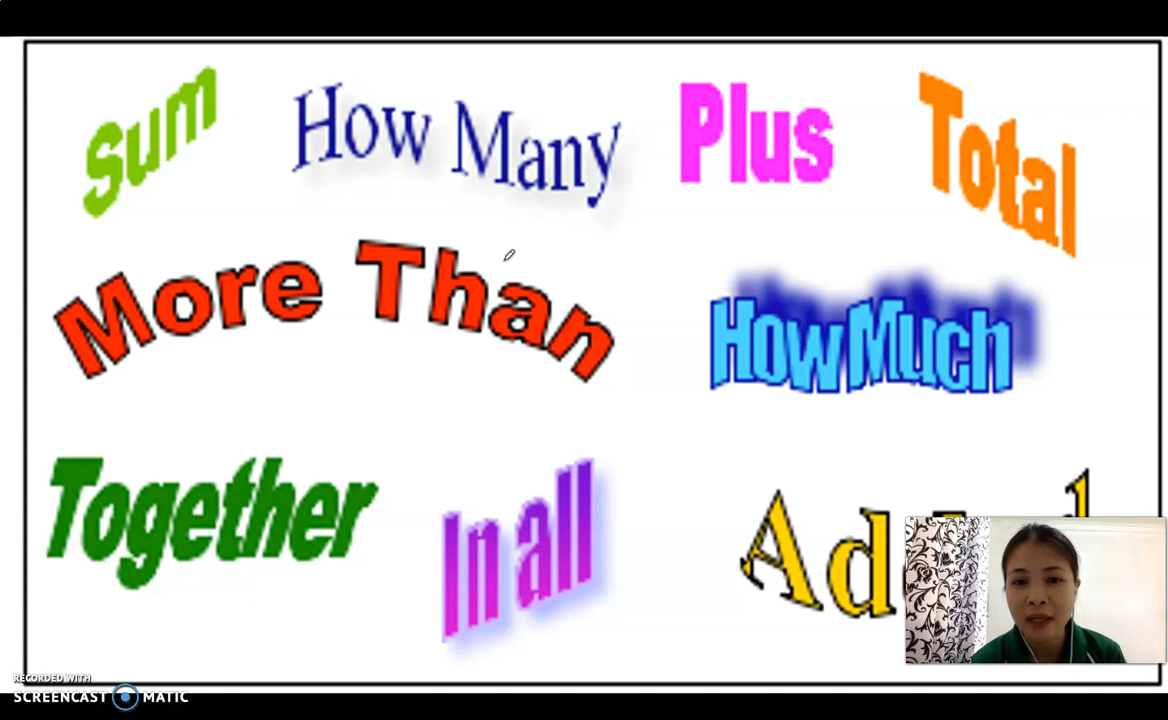 Sum How Many Plus Total
More Than How Much
Together In all
RECORDED WITH
SCREENCAST MATIC